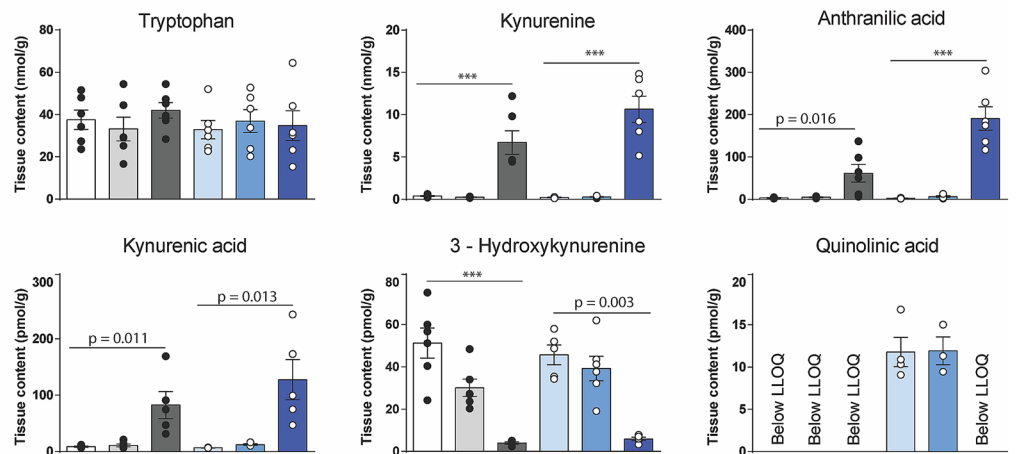 Tryptophan
Tissue content (nmol/g)
80
60
40
20
0
Kynurenine
Tissue content (nmol/g)
20
15
10
5
0
***
***
Anthranilic acid
Tissue content (pmol/g)
400
300
200
100
0
p = 0.016
***
Kynurenic acid
Tissue content (pmol/g)
300
200
100
0
p = 0.011
p = 0.013
3 - Hydroxykynurenine
Tissue content (pmol/g)
80
60
40
20
0
***
p = 0.003
Quinolinic acid
Tissue content (pmol/g)
20
15
10
5
0
Below LLOQ
Below LLOQ
Below LLOQ
Below LLOQ